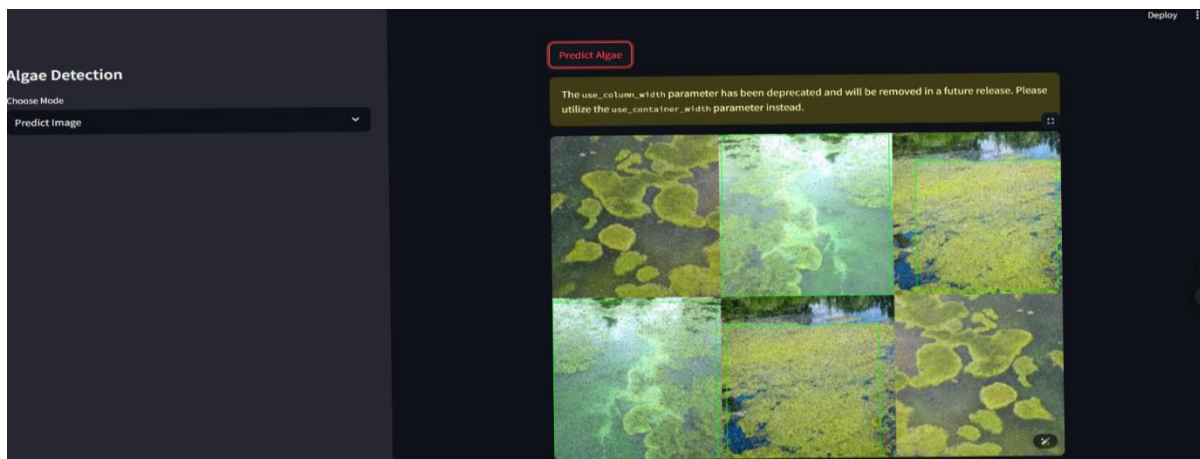 Deploy
Predict Algae
Algae Detection
Choose Mode
Predict Image
The use_column_width parameter has been deprecated and will be removed in a future release. Please
utilize the use_container_width parameter instead.